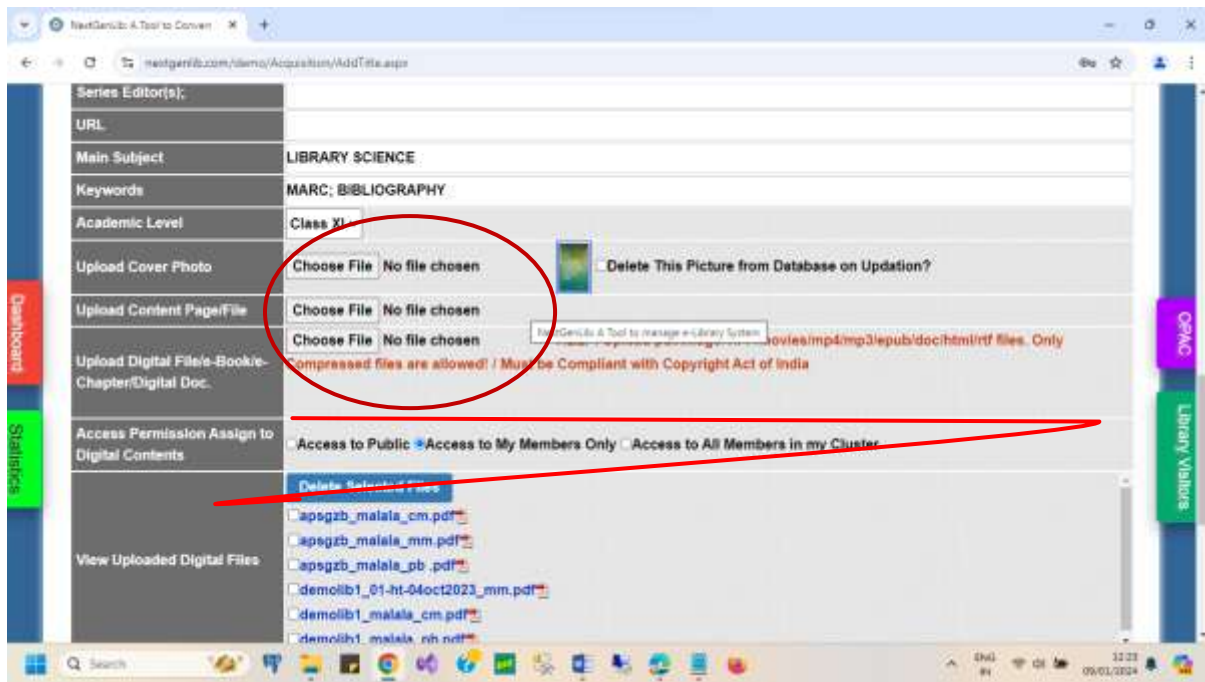 NextGenLib: A Tool to Conver
nextgenlib.com/demo/Acquisition/AddTitle.aspx
Series Editor(s);
URL
Main Subject LIBRARY SCIENCE
Keywords MARC; BIBLIOGRAPHY
Academic Level Class XI
Upload Cover Photo Choose File No file chosen Delete This Picture from Database on Updation?
Upload Content Page/File Choose File No file chosen
NextGenLib: A Tool to manage e-Library System
Upload Digital File/e-Book/e-Chapter/Digital Doc. Choose File No file chosen movies/mp4/mp3/epub/doc/html/rtf files. Only
Compressed files are allowed! / Must be Compliant with Copyright Act of India
Access Permission Assign to
Digital Contents
Access to Public Access to My Members Only Access to All Members in my Cluster
Delete Selected Files
View Uploaded Digital Files
apsgzb_malala_cm.pdf
apsgzb_malala_mm.pdf
apsgzb_malala_pb .pdf
demolib1_01-ht-04oct2023_mm.pdf
demolib1_malala_cm.pdf
demolib1_malala_pb.pdf
Dashboard
Statistics
OPAC
Library Visitors
Search
ENG
IN
12:23
09/01/2024